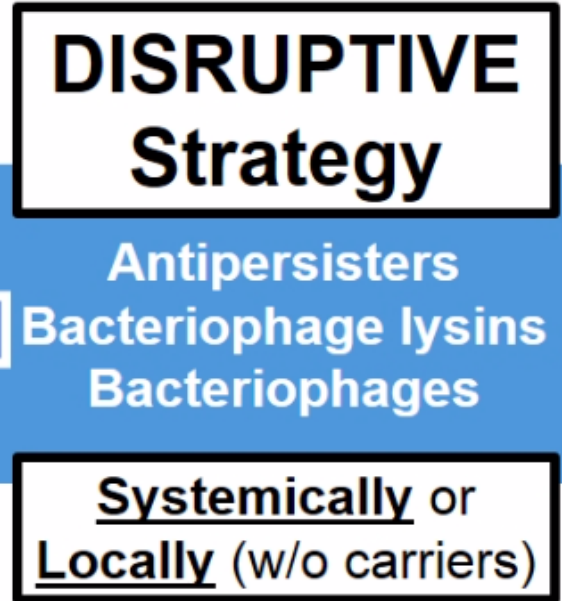 DISRUPTIVE
Strategy
Antipersisters
Bacteriophage lysins
Bacteriophages
Systemically or
Locally (w/o carriers)